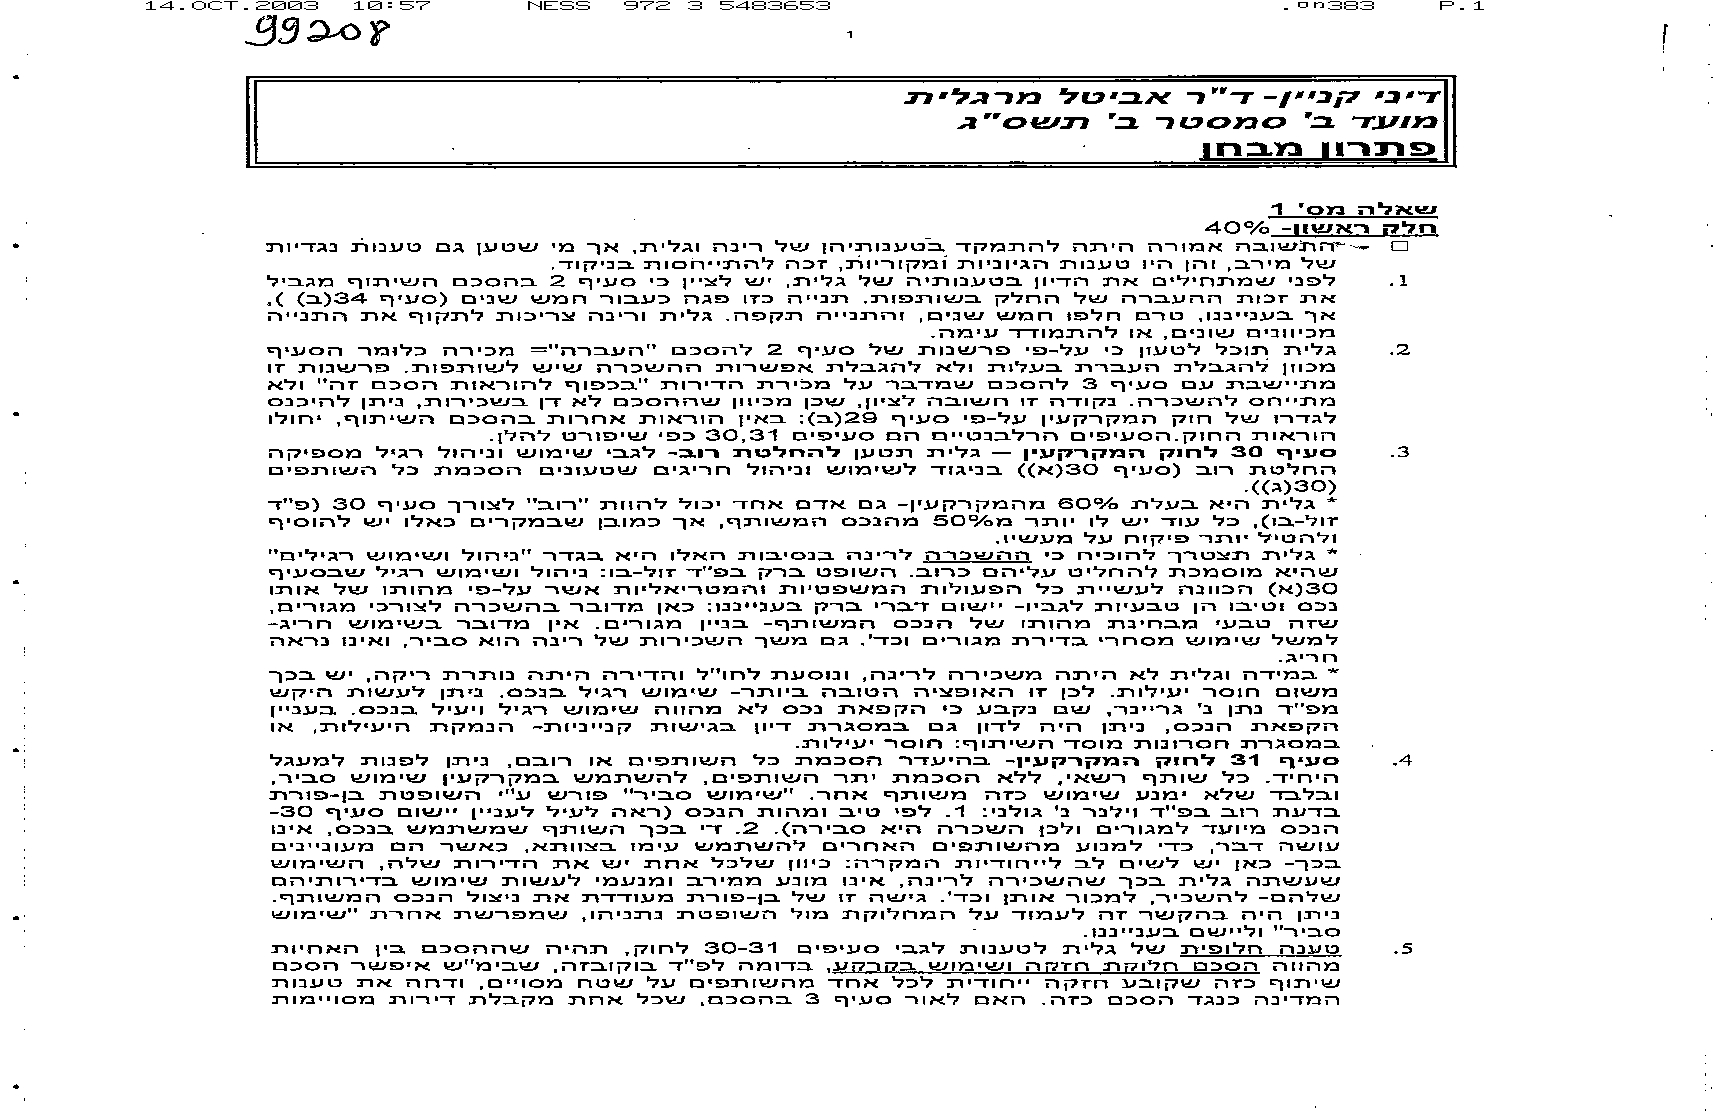 14.OCT.2003 10:57 NESS 972 3 5483653 .מס383 P.1
99208
1
דיני קניין- ד"ר אביטל מרגלית
מועד ב' סמסטר ב' תשס"ג
פתרון מבחן
שאלה מס' 1
חלק ראשון- 40%
התשובה אמורה היתה להתמקד בטענותיהן של רינה וגלית, אך מי שטען גם טענות נגדיות
של מירב, והן היו טענות הגיוניות ומקוריות, זכה להתייחסות בניקוד.
1. לפני שמתחילים את הדיון בטענותיה של גלית, יש לציין כי סעיף 2 בהסכם השיתוף מגביל
את זכות ההעברה של החלק בשותפות. תנייה כזו פגה כעבור חמש שנים (סעיף 34(ב) ),
אך בענייננו, טרם חלפו חמש שנים, והתנייה תקפה. גלית ורינה צריכות לתקוף את התנייה
מכיוונים שונים, או להתמודד עימה.
2. גלית תוכל לטעון כי על-פי פרשנות של סעיף 2 להסכם "העברה"= מכירה כלומר הסעיף
מכוון להגבלת העברת בעלות ולא להגבלת אפשרות ההשכרה שיש לשותפות. פרשנות זו
מתיישבת עם סעיף 3 להסכם שמדבר על מכירת הדירות "בכפוף להוראות הסכם זה" ולא
מתייחס להשכרה. נקודה זו חשובה לציון, שכן מכיוון שההסכם לא דן בשכירות, ניתן להיכנס
לגדרו של חוק המקרקעין על-פי סעיף 29(ב): באין הוראות אחרות בהסכם השיתוף, יחולו
הוראות החוק.הסעיפים הרלבנטיים הם סעיפים 30,31 כפי שיפורט להלן.
3. סעיף 30 לחוק המקרקעין – גלית תטען להחלטת רוב- לגבי שימוש וניהול רגיל מספיקה
החלטת רוב (סעיף 30(א)) בניגוד לשימוש וניהול חריגים שטעונים הסכמת כל השותפים
(30(ג)).
* גלית היא בעלת 60% מהמקרקעין- גם אדם אחד יכול להוות "רוב" לצורך סעיף 30 (פ"ד
זול-בו), כל עוד יש לו יותר מ50% מהנכס המשותף, אך כמובן שבמקרים כאלו יש להוסיף
ולהטיל יותר פיקוח על מעשיו.
* גלית תצטרך להוכיח כי ההשכרה לרינה בנסיבות האלו היא בגדר "ניהול ושימוש רגילים"
שהיא מוסמכת להחליט עליהם כרוב. השופט ברק בפ"ד זול-בו: ניהול ושימוש רגיל שבסעיף
30(א) הכוונה לעשיית כל הפעולות המשפטיות והמטריאליות אשר על-פי מהותו של אותו
נכס וטיבו הן טבעיות לגביו- יישום דברי ברק בענייננו: כאן מדובר בהשכרה לצורכי מגורים,
שזה טבעי מבחינת מהותו של הנכס המשותף- בניין מגורים. אין מדובר בשימוש חריג-
למשל שימוש מסחרי בדירת מגורים וכד'. גם משך השכירות של רינה הוא סביר, ואינו נראה
חריג.
* במידה וגלית לא היתה משכירה לרינה, ונוסעת לחו"ל והדירה היתה נותרת ריקה, יש בכך
משום חוסר יעילות. לכן זו האופציה הטובה ביותר- שימוש רגיל בנכס. ניתן לעשות היקש
מפ"ד נתן נ' גריינר, שם נקבע כי הקפאת נכס לא מהווה שימוש רגיל ויעיל בנכס. בעניין
הקפאת הנכס, ניתן היה לדון גם במסגרת דיון בגישות קנייניות- הנמקת היעילות, או
במסגרת חסרונות מוסד השיתוף: חוסר יעילות.
4. סעיף 31 לחוק המקרקעין- בהיעדר הסכמת כל השותפים או רובם, ניתן לפנות למעגל
היחיד. כל שותף רשאי, ללא הסכמת יתר השותפים, להשתמש במקרקעין שימוש סביר,
ובלבד שלא ימנע שימוש כזה משותף אחר. "שימוש סביר" פורש ע"י השופטת בן-פורת
בדעת רוב בפ"ד וילנר נ' גולני: 1. לפי טיב ומהות הנכס (ראה לעיל לעניין יישום סעיף 30-
הנכס מיועד למגורים ולכן השכרה היא סבירה). 2. די בכך השותף שמשתמש בנכס, אינו
עושה דבר, כדי למנוע מהשותפים האחרים להשתמש עימו בצוותא, כאשר הם מעוניינים
בכך- כאן יש לשים לב לייחודיות המקרה: כיוון שלכל אחת יש את הדירות שלה, השימוש
שעשתה גלית בכך שהשכירה לרינה, אינו מונע ממירב ומנעמי לעשות שימוש בדירותיהם
שלהם- להשכיר, למכור אותן וכד'. גישה זו של בן-פורת מעודדת את ניצול הנכס המשותף.
ניתן היה בהקשר זה לעמוד על המחלוקת מול השופטת נתניהו, שמפרשת אחרת "שימוש
סביר" וליישם בענייננו.
5. טענה חלופית של גלית לטענות לגבי סעיפים 30-31 לחוק, תהיה שההסכם בין האחיות
מהווה הסכם חלוקת חזקה ושימוש בקרקע, בדומה לפ"ד בוקובזה, שבימ"ש איפשר הסכם
שיתוף כזה שקובע חזקה ייחודית לכל אחד מהשותפים על שטח מסויים, ודחה את טענות
המדינה כנגד הסכם כזה. האם לאור סעיף 3 בהסכם, שכל אחת מקבלת דירות מסויימות